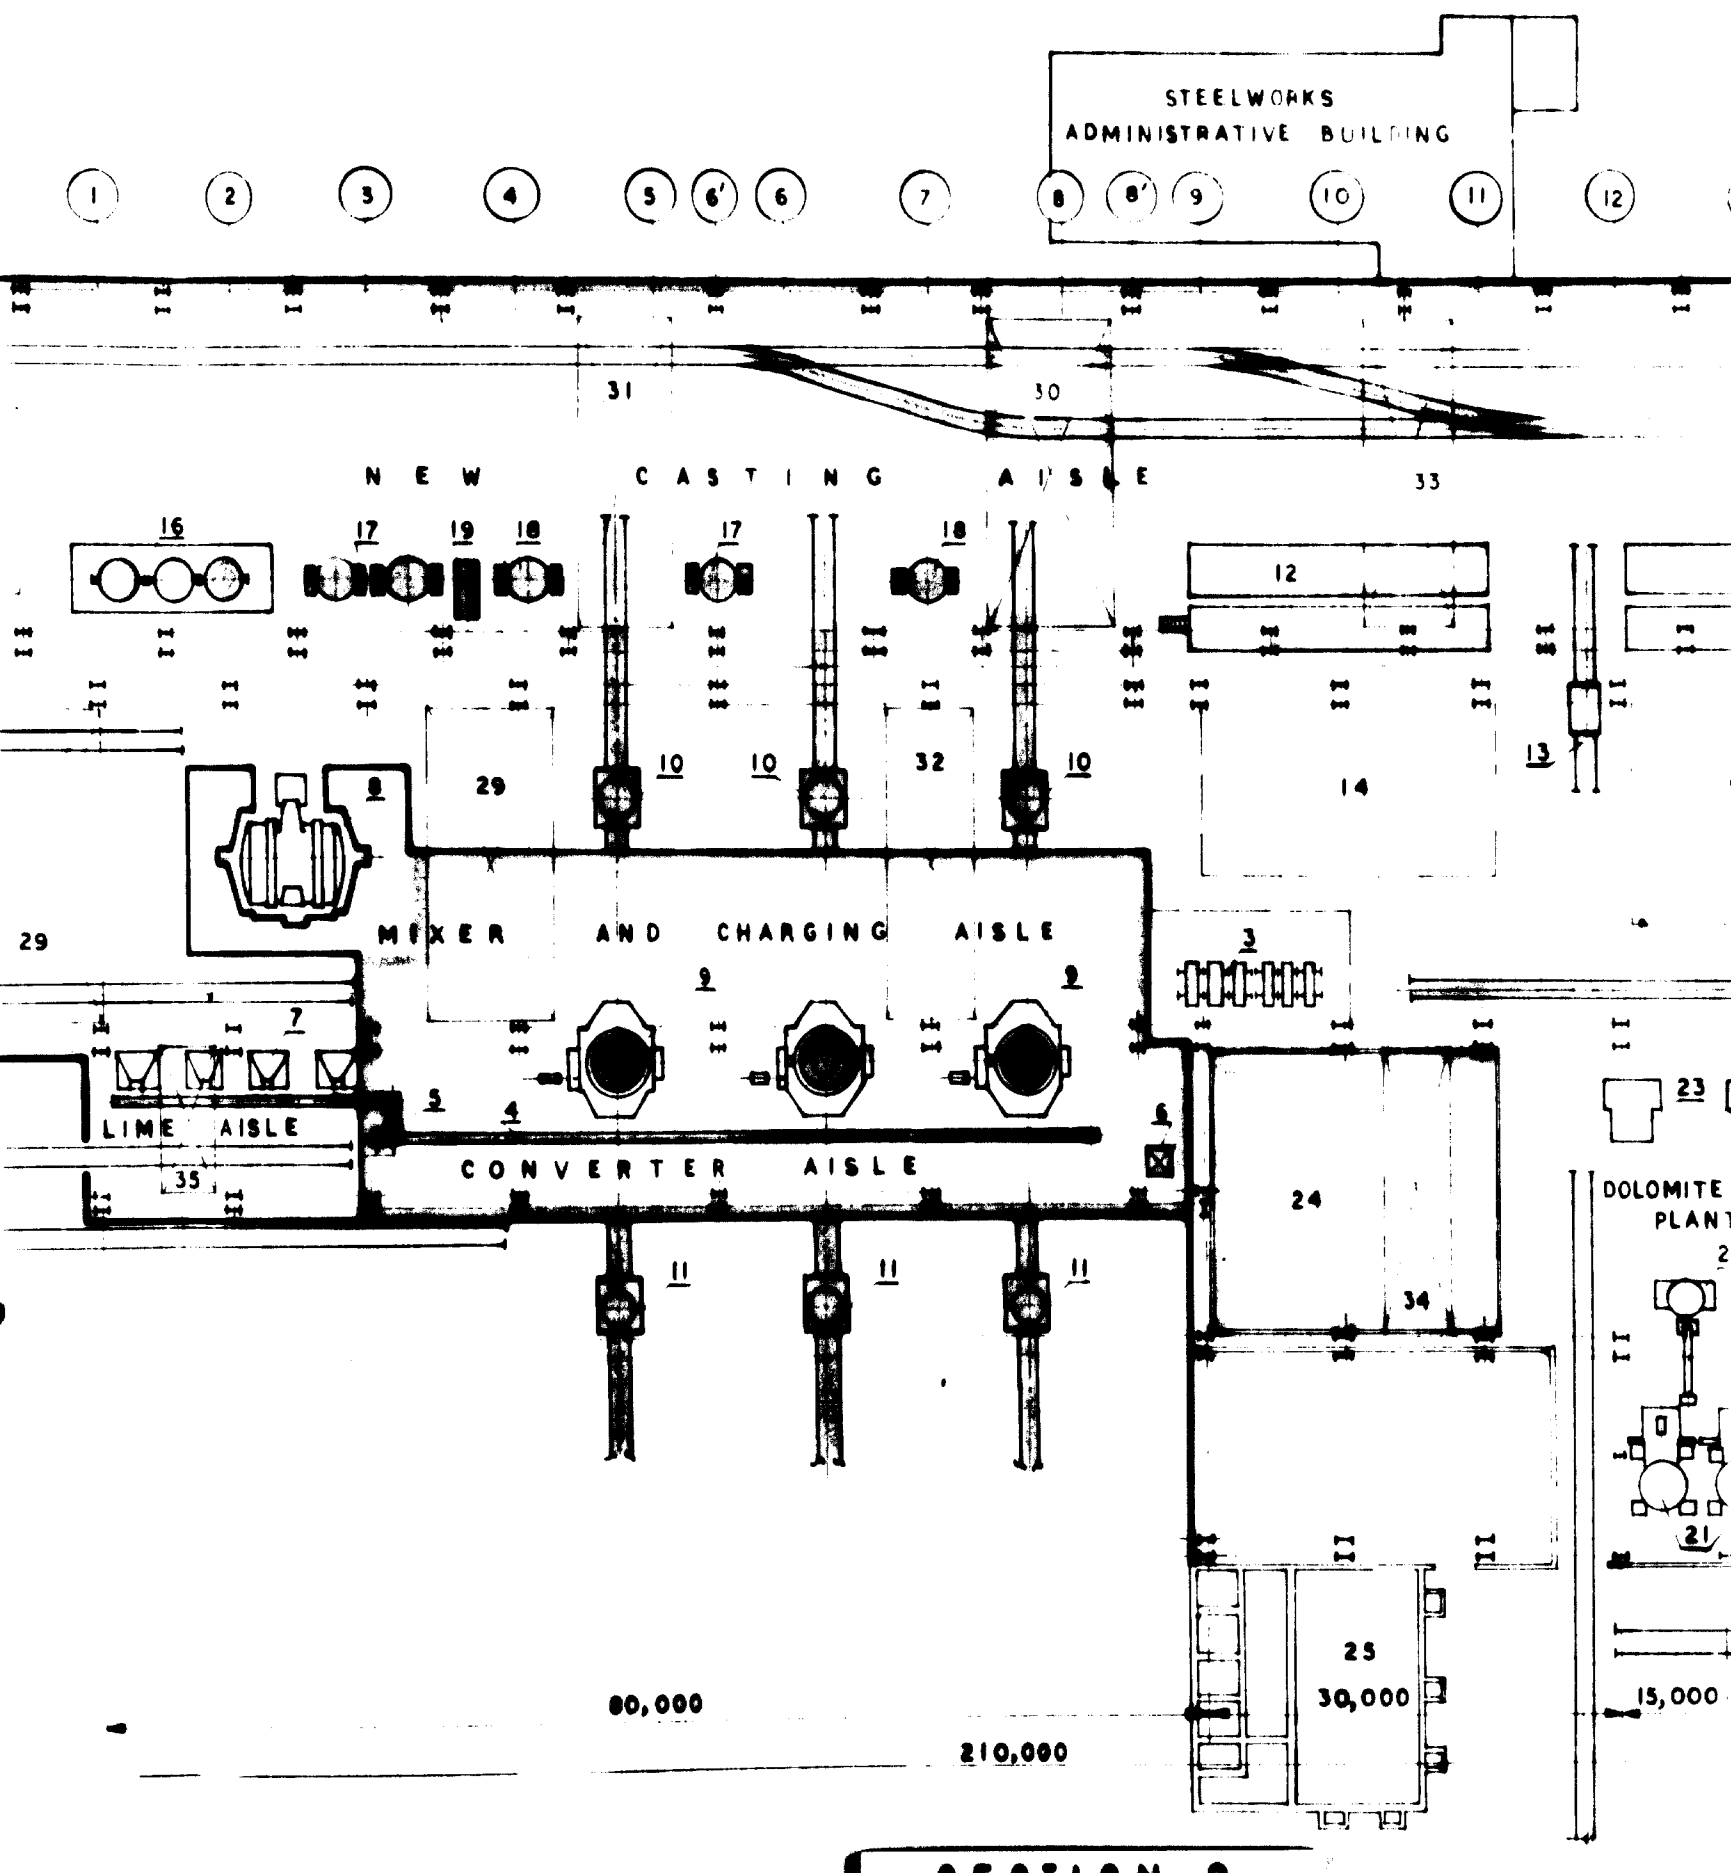 STEELWORKS
ADMINISTRATIVE BUILDING
1 2 3 4 5 6' 6 7 8 8' 9 10 11 12
31
30
NEW CASTING AISLE
33
16 17 19 18 17 18
12
10 10 10
13
8
29
32
14
29
MIXER AND CHARGING AISLE
3
9 9
7
5
4
6
23
LIME AISLE
CONVERTER AISLE
35
24
DOLOMITE
PLANT
11 11 11
34
21
25
80,000
30,000
15,000
210,000